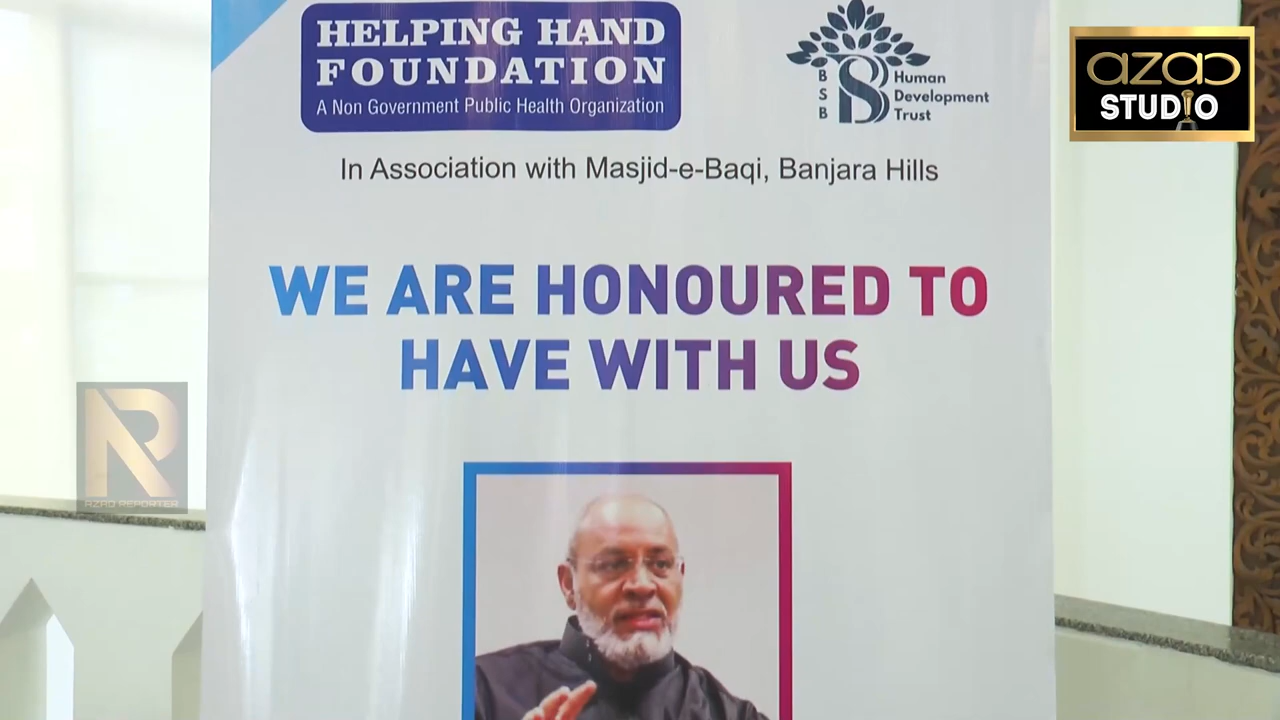 HELPING HAND
FOUNDATION
A Non Government Public Health Organization
B
S
B
Human
Development
Trust
In Association with Masjid-e-Baqi, Banjara Hills
WE ARE HONOURED TO
HAVE WITH US
azad
STUDIO
AZAD REPORTER